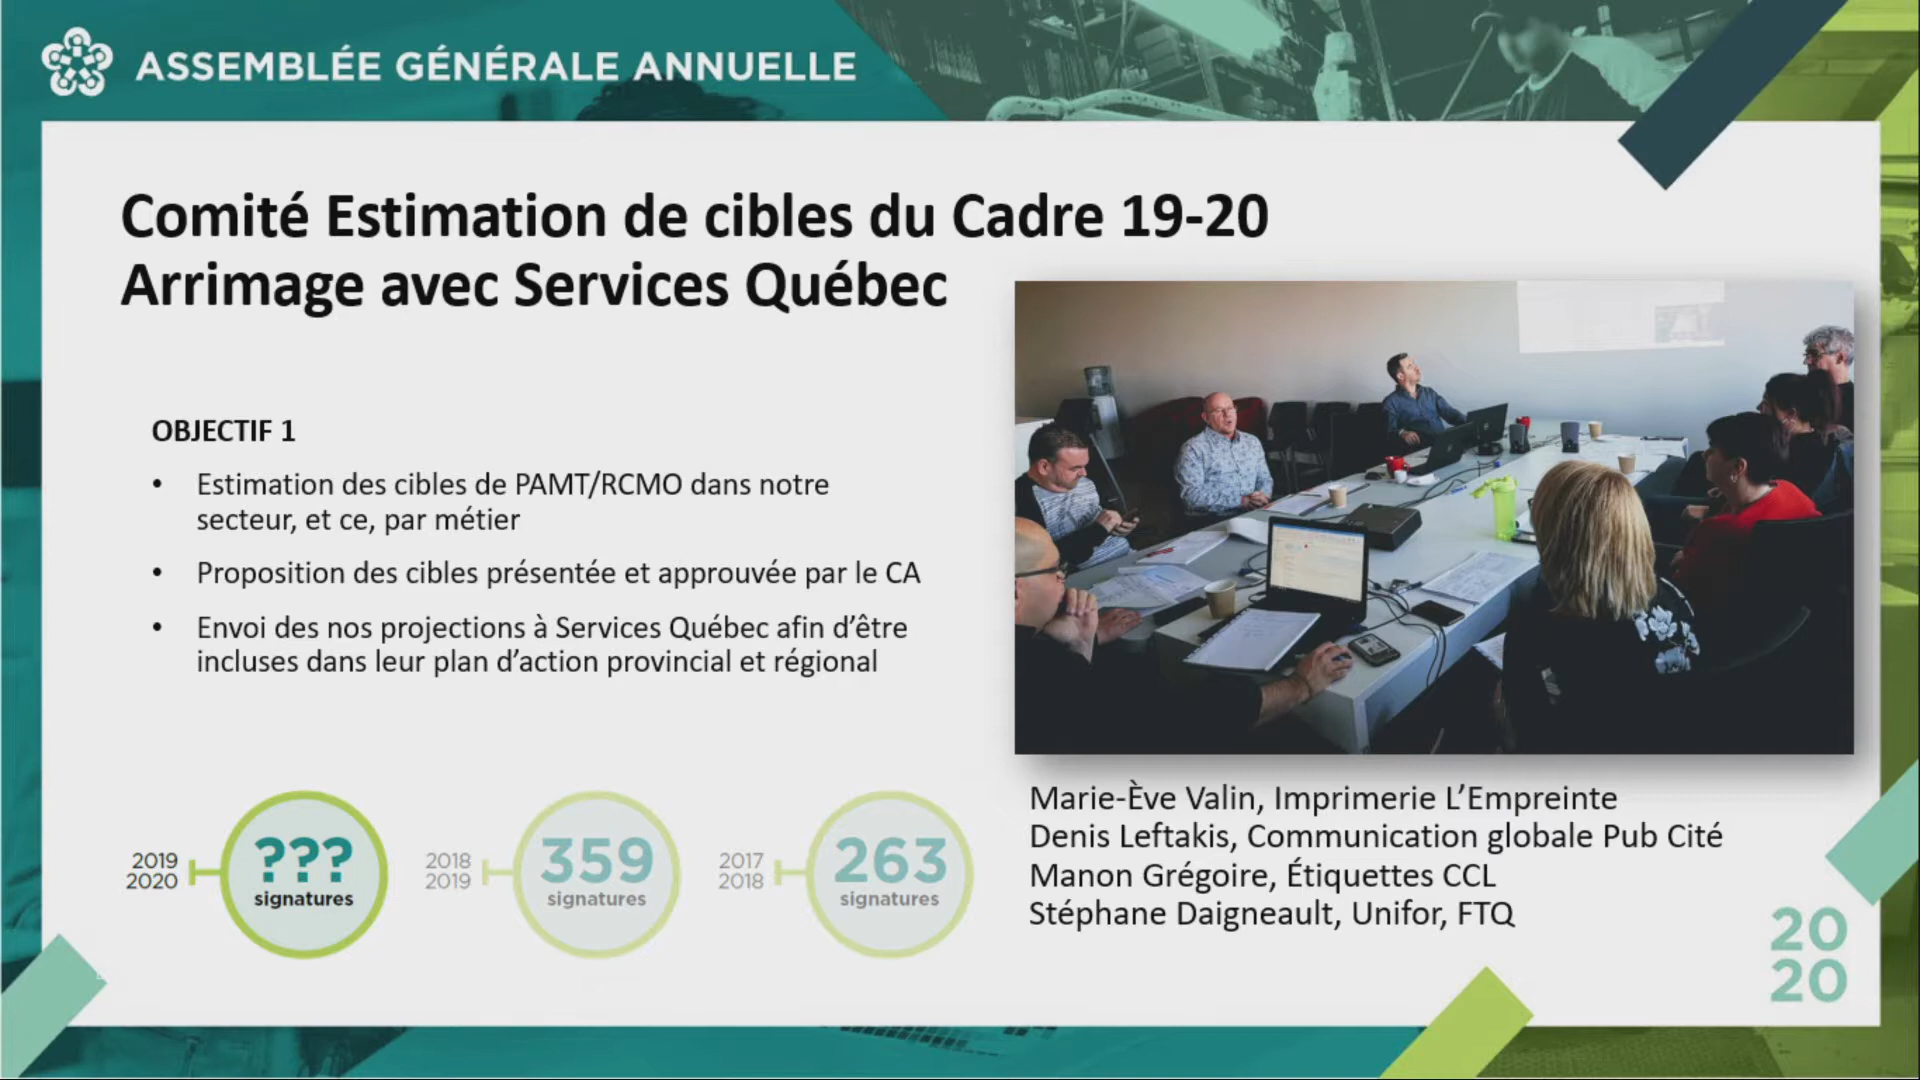 ASSEMBLÉE GÉNÉRALE ANNUELLE
Comité Estimation de cibles du Cadre 19-20
Arrimage avec Services Québec
OBJECTIF 1
• Estimation des cibles de PAMT/RCMO dans notre
secteur, et ce, par métier
• Proposition des cibles présentée et approuvée par le CA
• Envoi des nos projections à Services Québec afin d’être
incluses dans leur plan d’action provincial et régional
2019
2020
???
signatures
2018
2019
359
signatures
2017
2018
263
signatures
Marie-Ève Valin, Imprimerie L’Empreinte
Denis Leftakis, Communication globale Pub Cité
Manon Grégoire, Étiquettes CCL
Stéphane Daigneault, Unifor, FTQ
20
20